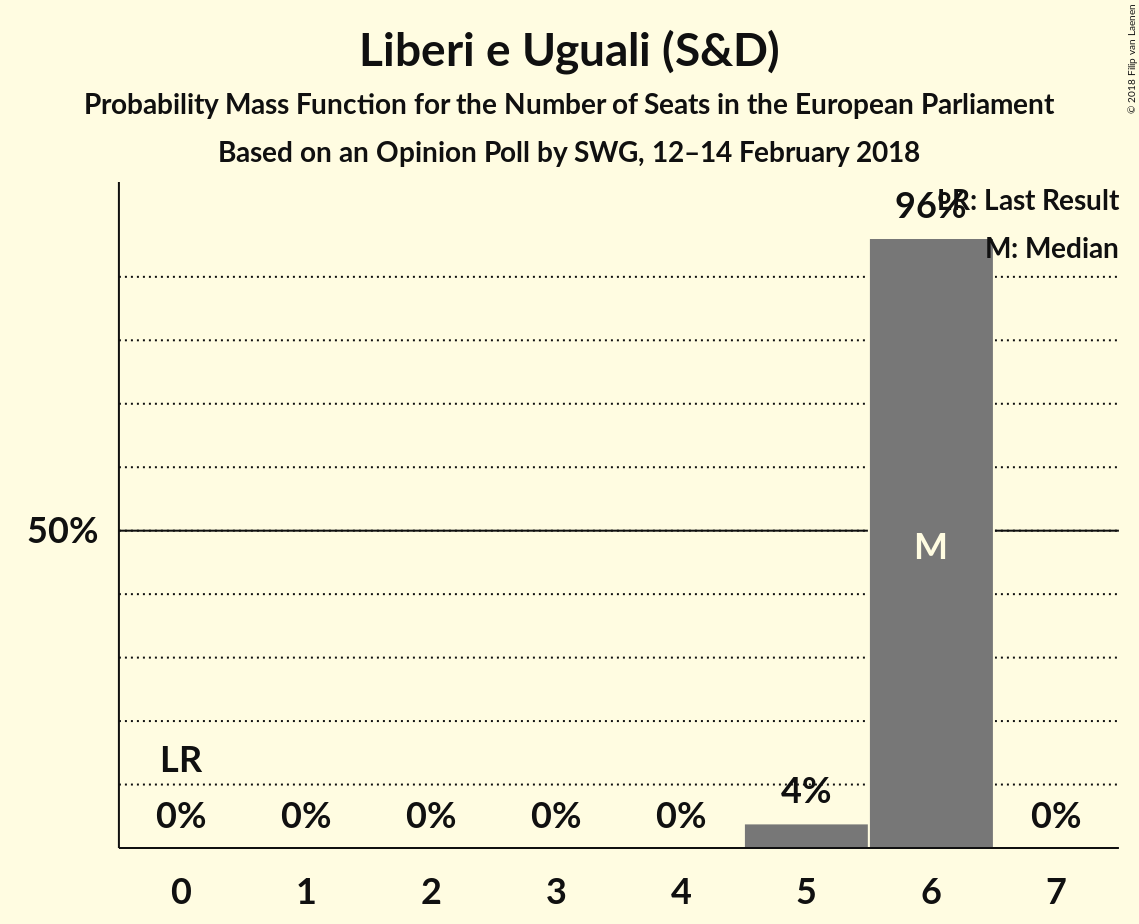 Liberi e Uguali (S&D)
Probability Mass Function for the Number of Seats in the European Parliament
Based on an Opinion Poll by SWG, 12–14 February 2018
© 2018 Filip van Laenen
96%
LR: Last Result
M: Median
50%
M
LR
4%
0% 0% 0% 0% 0% 0%
0 1 2 3 4 5 6 7